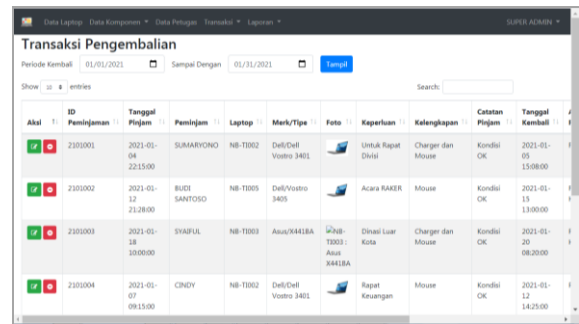 Data Laptop Data Komponen Data Petugas Transaksi Laporan SUPER ADMIN
Transaksi Pengembalian
Periode Kembali 01/01/2021 Sampai Dengan 01/31/2021 Tampil
Show 10 entries Search:
Aksi ID Peminjaman Tanggal Pinjam Peminjam Laptop Merk/Tipe Foto Keperluan Kelengkapan Catatan Pinjam Tanggal Kembali
2101001 2021-01-04 22:15:00 SUMARYONO NB-TI002 Dell/Dell Vostro 3401 Untuk Rapat Divisi Charger dan Mouse Kondisi OK 2021-01-05 15:08:00
2101002 2021-01-12 21:28:00 BUDI SANTOSO NB-TI005 Dell/Vostro 3405 Acara RAKER Mouse Kondisi OK 2021-01-15 13:00:00
2101003 2021-01-18 10:00:00 SYAIFUL NB-TI003 Asus/X441BA NB-TI003 : Asus X441BA Dinasi Luar Kota Charger dan Mouse Kondisi OK 2021-01-20 08:20:00
2101004 2021-01-07 09:15:00 CINDY NB-TI002 Dell/Dell Vostro 3401 Rapat Keuangan Mouse Kondisi OK 2021-01-12 14:25:00